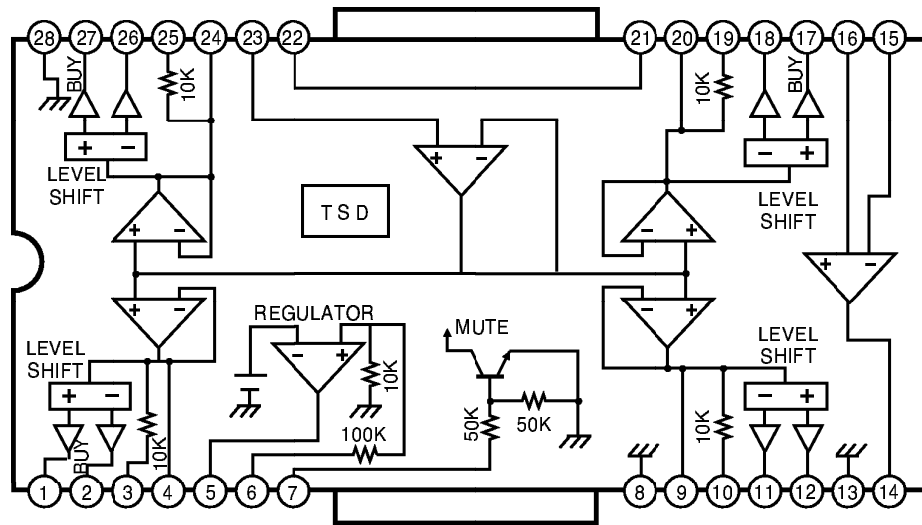 28 27 26 25 24 23 22 21 20 19 18 17 16 15
BUY
10K
10K
BUY
+ -
+ -
- +
LEVEL
SHIFT
LEVEL
SHIFT
T S D
+ -
- +
+ -
+ -
REGULATOR
- +
MUTE
- +
LEVEL
SHIFT
LEVEL
SHIFT
+ -
10K
+ -
BUY
10K
100K
50K
50K
10K
1 2 3 4 5 6 7 8 9 10 11 12 13 14